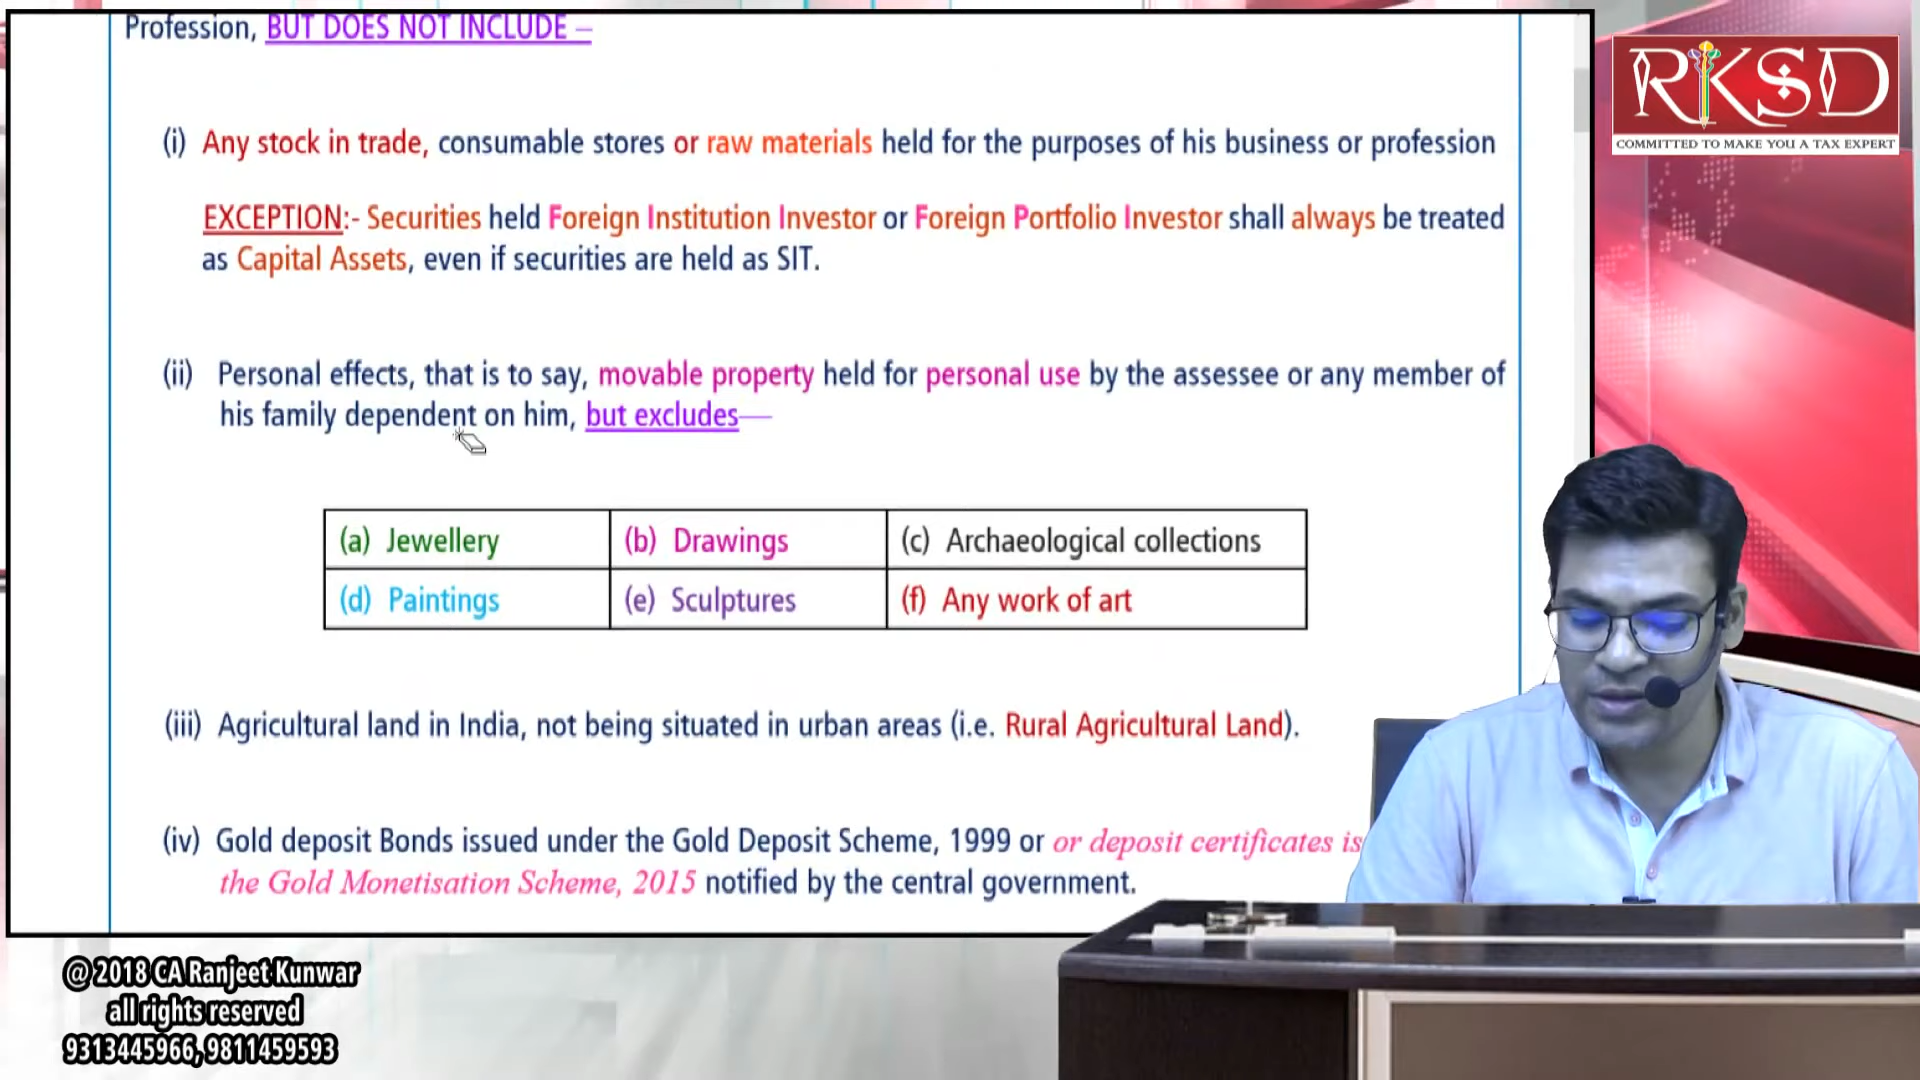 Profession, BUT DOES NOT INCLUDE –
RKSD
COMMITTED TO MAKE YOU A TAX EXPERT
(i) Any stock in trade, consumable stores or raw materials held for the purposes of his business or profession
EXCEPTION:- Securities held Foreign Institution Investor or Foreign Portfolio Investor shall always be treated
as Capital Assets, even if securities are held as SIT.
(ii) Personal effects, that is to say, movable property held for personal use by the assessee or any member of
his family dependent on him, but excludes—
(a) Jewellery (b) Drawings (c) Archaeological collections
(d) Paintings (e) Sculptures (f) Any work of art
(iii) Agricultural land in India, not being situated in urban areas (i.e. Rural Agricultural Land).
(iv) Gold deposit Bonds issued under the Gold Deposit Scheme, 1999 or or deposit certificates is
the Gold Monetisation Scheme, 2015 notified by the central government.
@ 2018 CA Ranjeet Kunwar
all rights reserved
9313445966, 9811459593